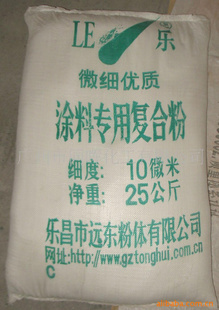 LE 乐
微细优质
涂料专用复合粉
细度: 10微米
净重: 25公斤
乐昌市远东粉体有限公司
网址:http://www.gztonghui.com.cn
C